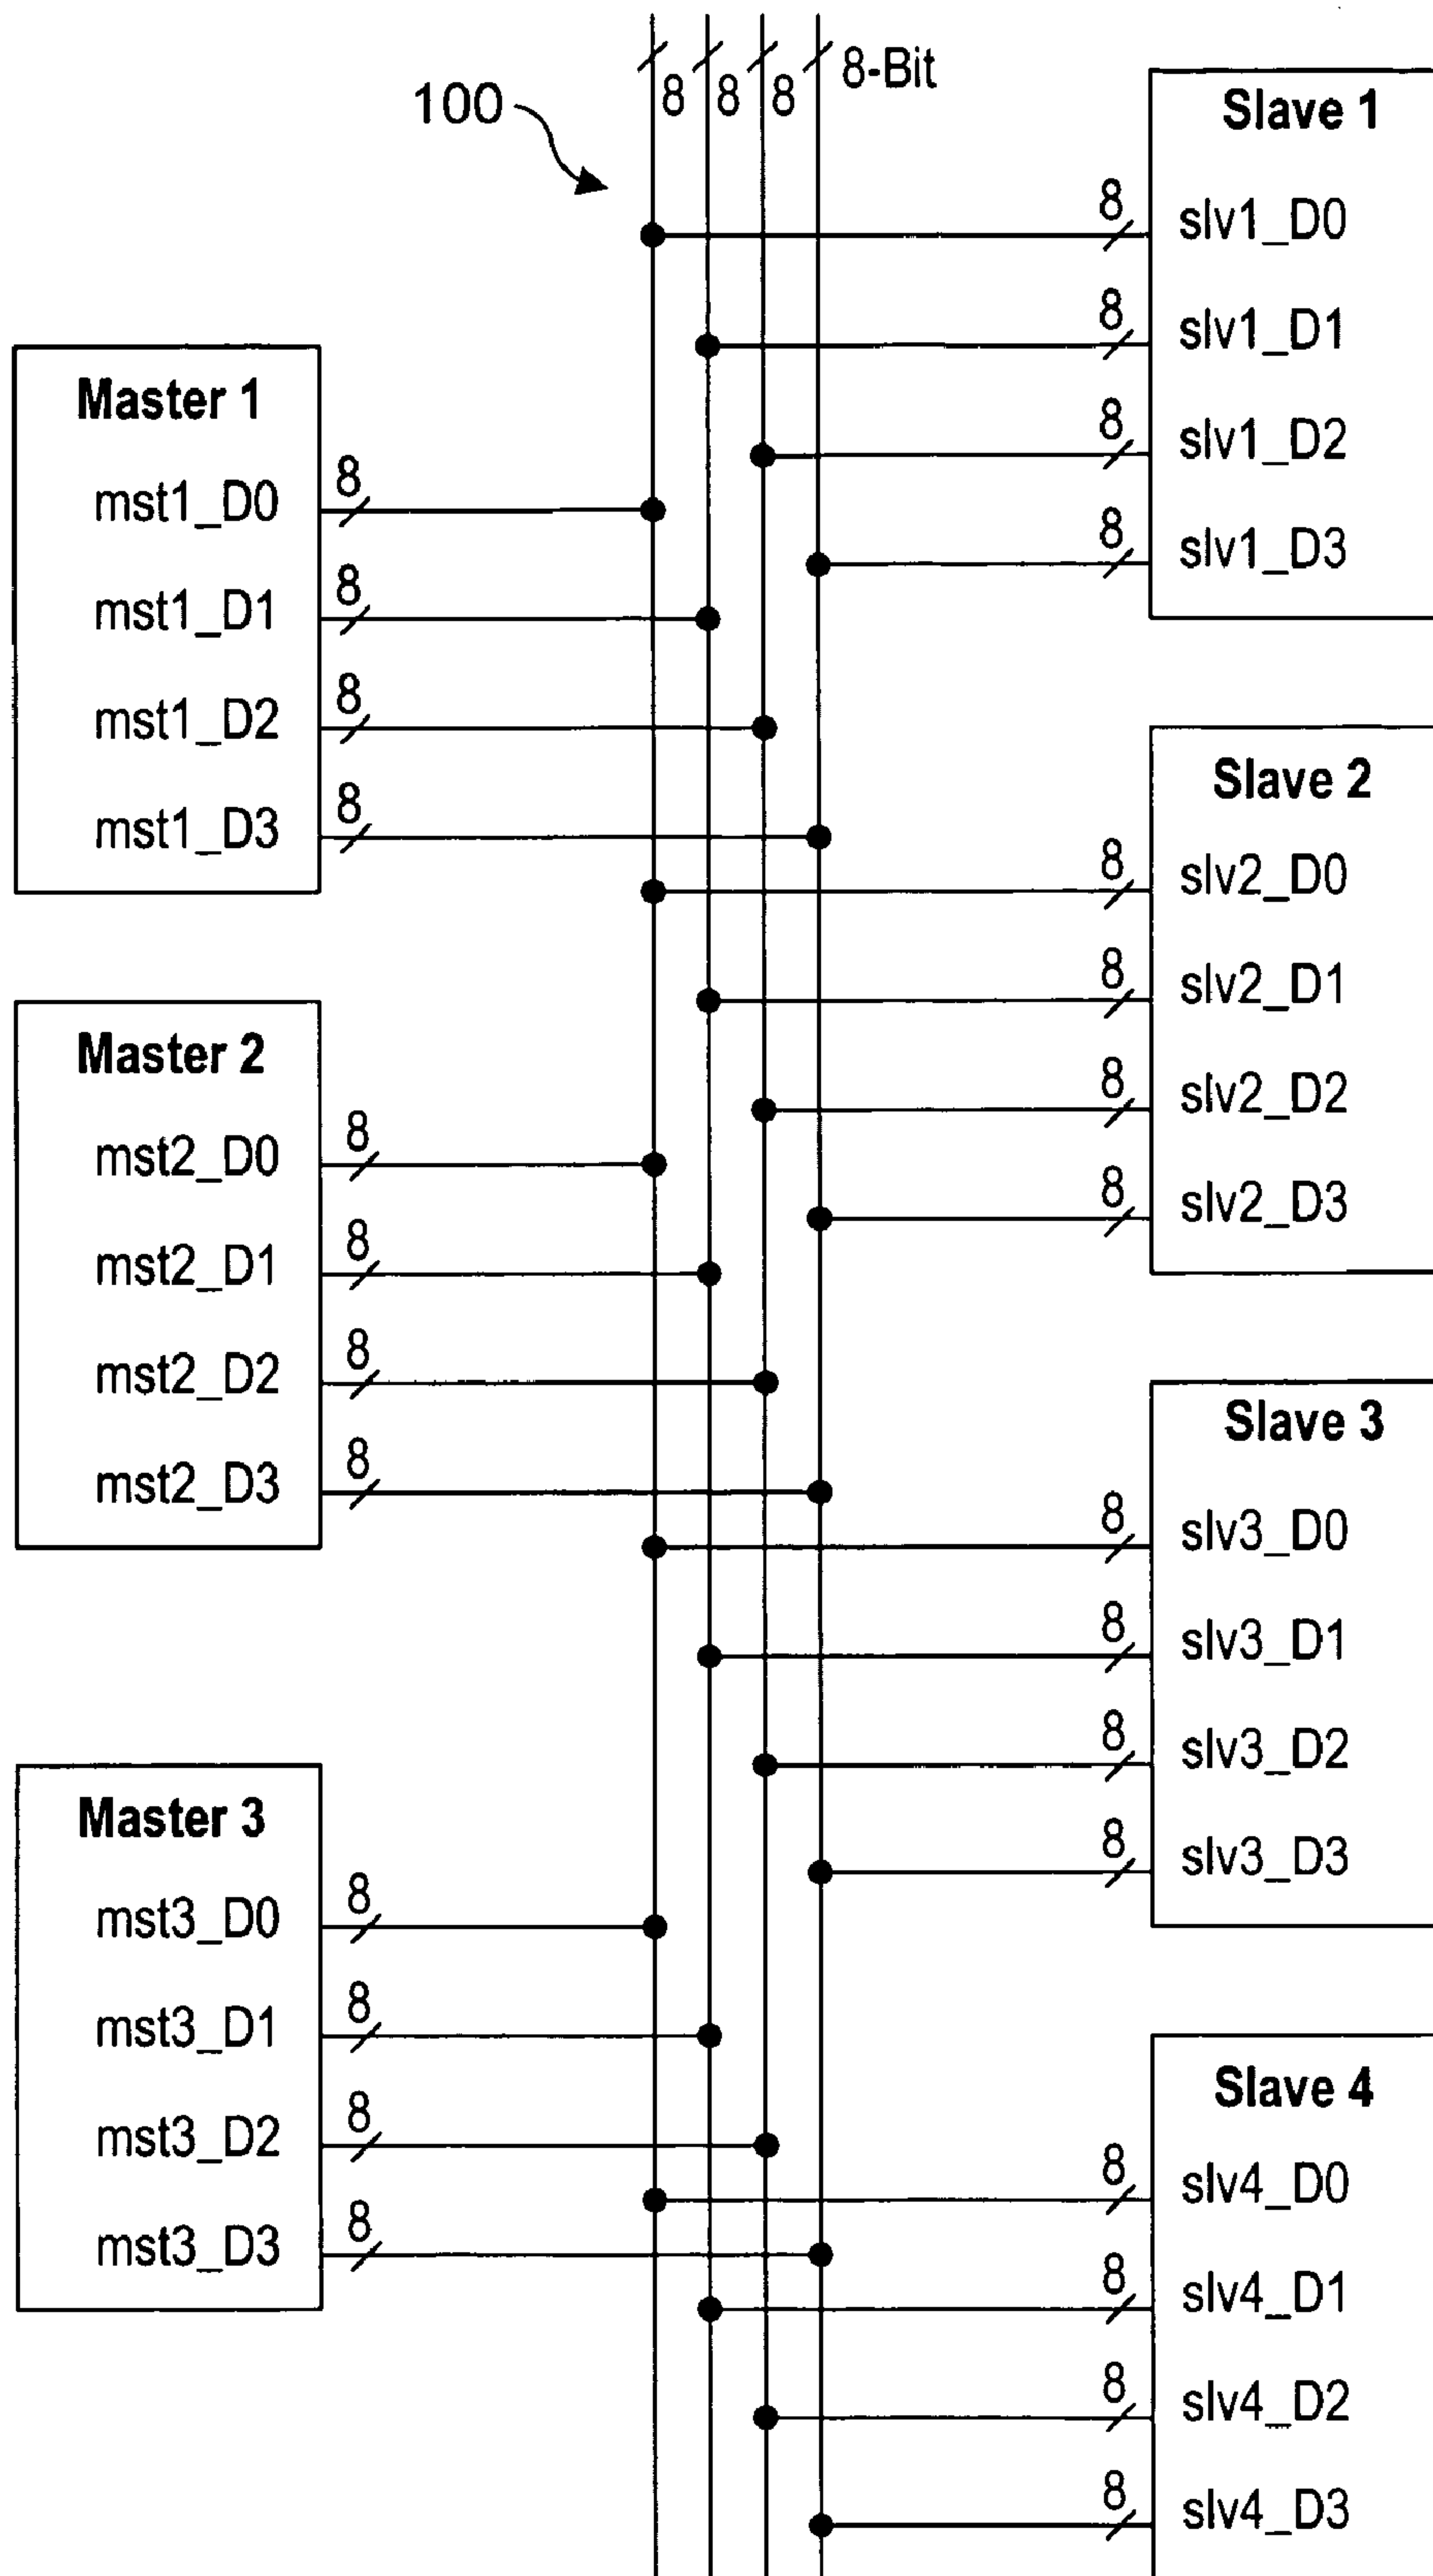 8 8 8 8-Bit
100
Slave 1
8 slv1_D0
8 slv1_D1
8 slv1_D2
8 slv1_D3
Master 1
mst1_D0 8
mst1_D1 8
mst1_D2 8
mst1_D3 8
Slave 2
8 slv2_D0
8 slv2_D1
8 slv2_D2
8 slv2_D3
Master 2
mst2_D0 8
mst2_D1 8
mst2_D2 8
mst2_D3 8
Slave 3
8 slv3_D0
8 slv3_D1
8 slv3_D2
8 slv3_D3
Master 3
mst3_D0 8
mst3_D1 8
mst3_D2 8
mst3_D3 8
Slave 4
8 slv4_D0
8 slv4_D1
8 slv4_D2
8 slv4_D3